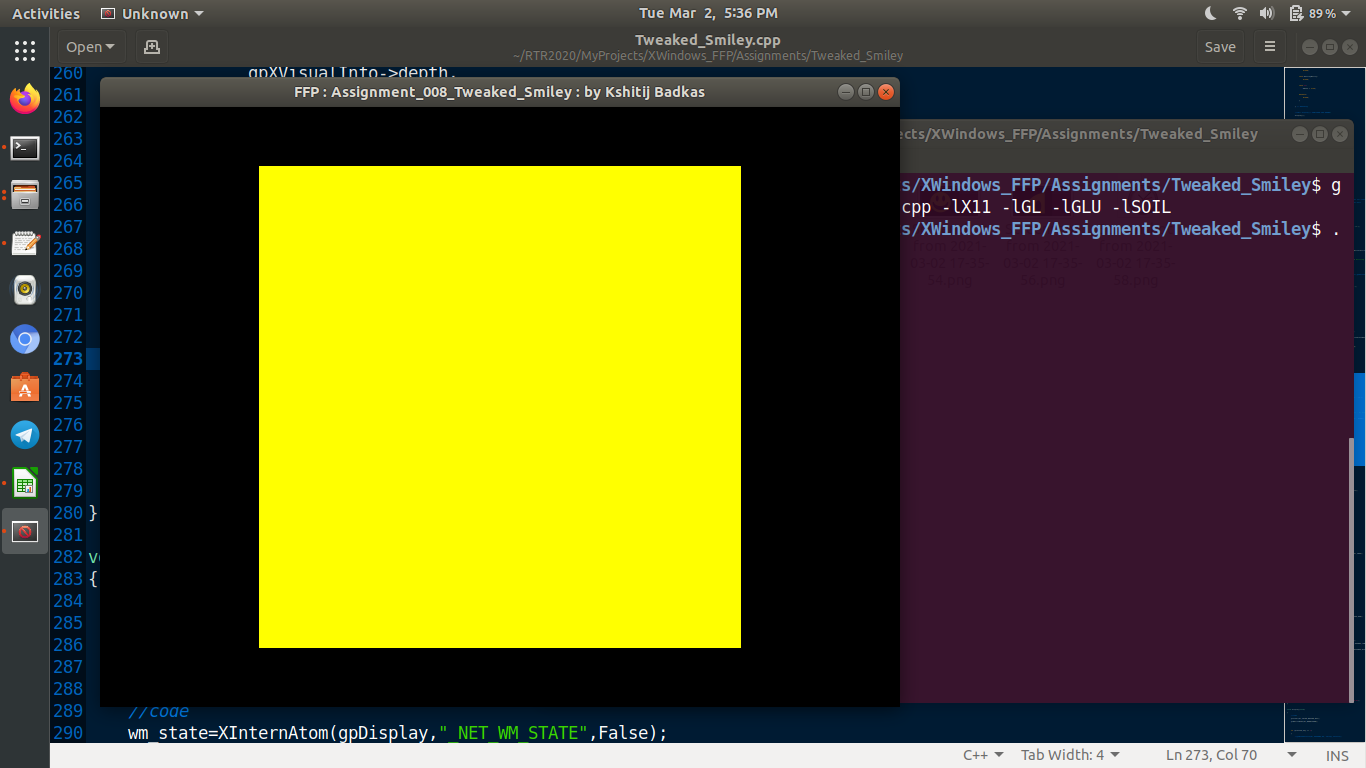 Activities
Unknown
Tue Mar 2, 5:36 PM
89%
Open
Tweaked_Smiley.cpp
~/RTR2020/MyProjects/XWindows_FFP/Assignments/Tweaked_Smiley
Save
260 gpXVisualInfo->depth,
FFP : Assignment_008_Tweaked_Smiley : by Kshitij Badkas
261
262
263
264
265
266
267
268
269
270
271
272
273
274
275
276
277
278
279
280 }
281
282
283 {
284
285
286
287
288
289 //code
290 wm_state=XInternAtom(gpDisplay,"_NET_WM_STATE",False);
ects/XWindows_FFP/Assignments/Tweaked_Smiley
s/XWindows_FFP/Assignments/Tweaked_Smiley$ g
cpp -lX11 -lGL -lGLU -lSOIL
s/XWindows_FFP/Assignments/Tweaked_Smiley$ .
C++
Tab Width: 4
Ln 273, Col 70
INS